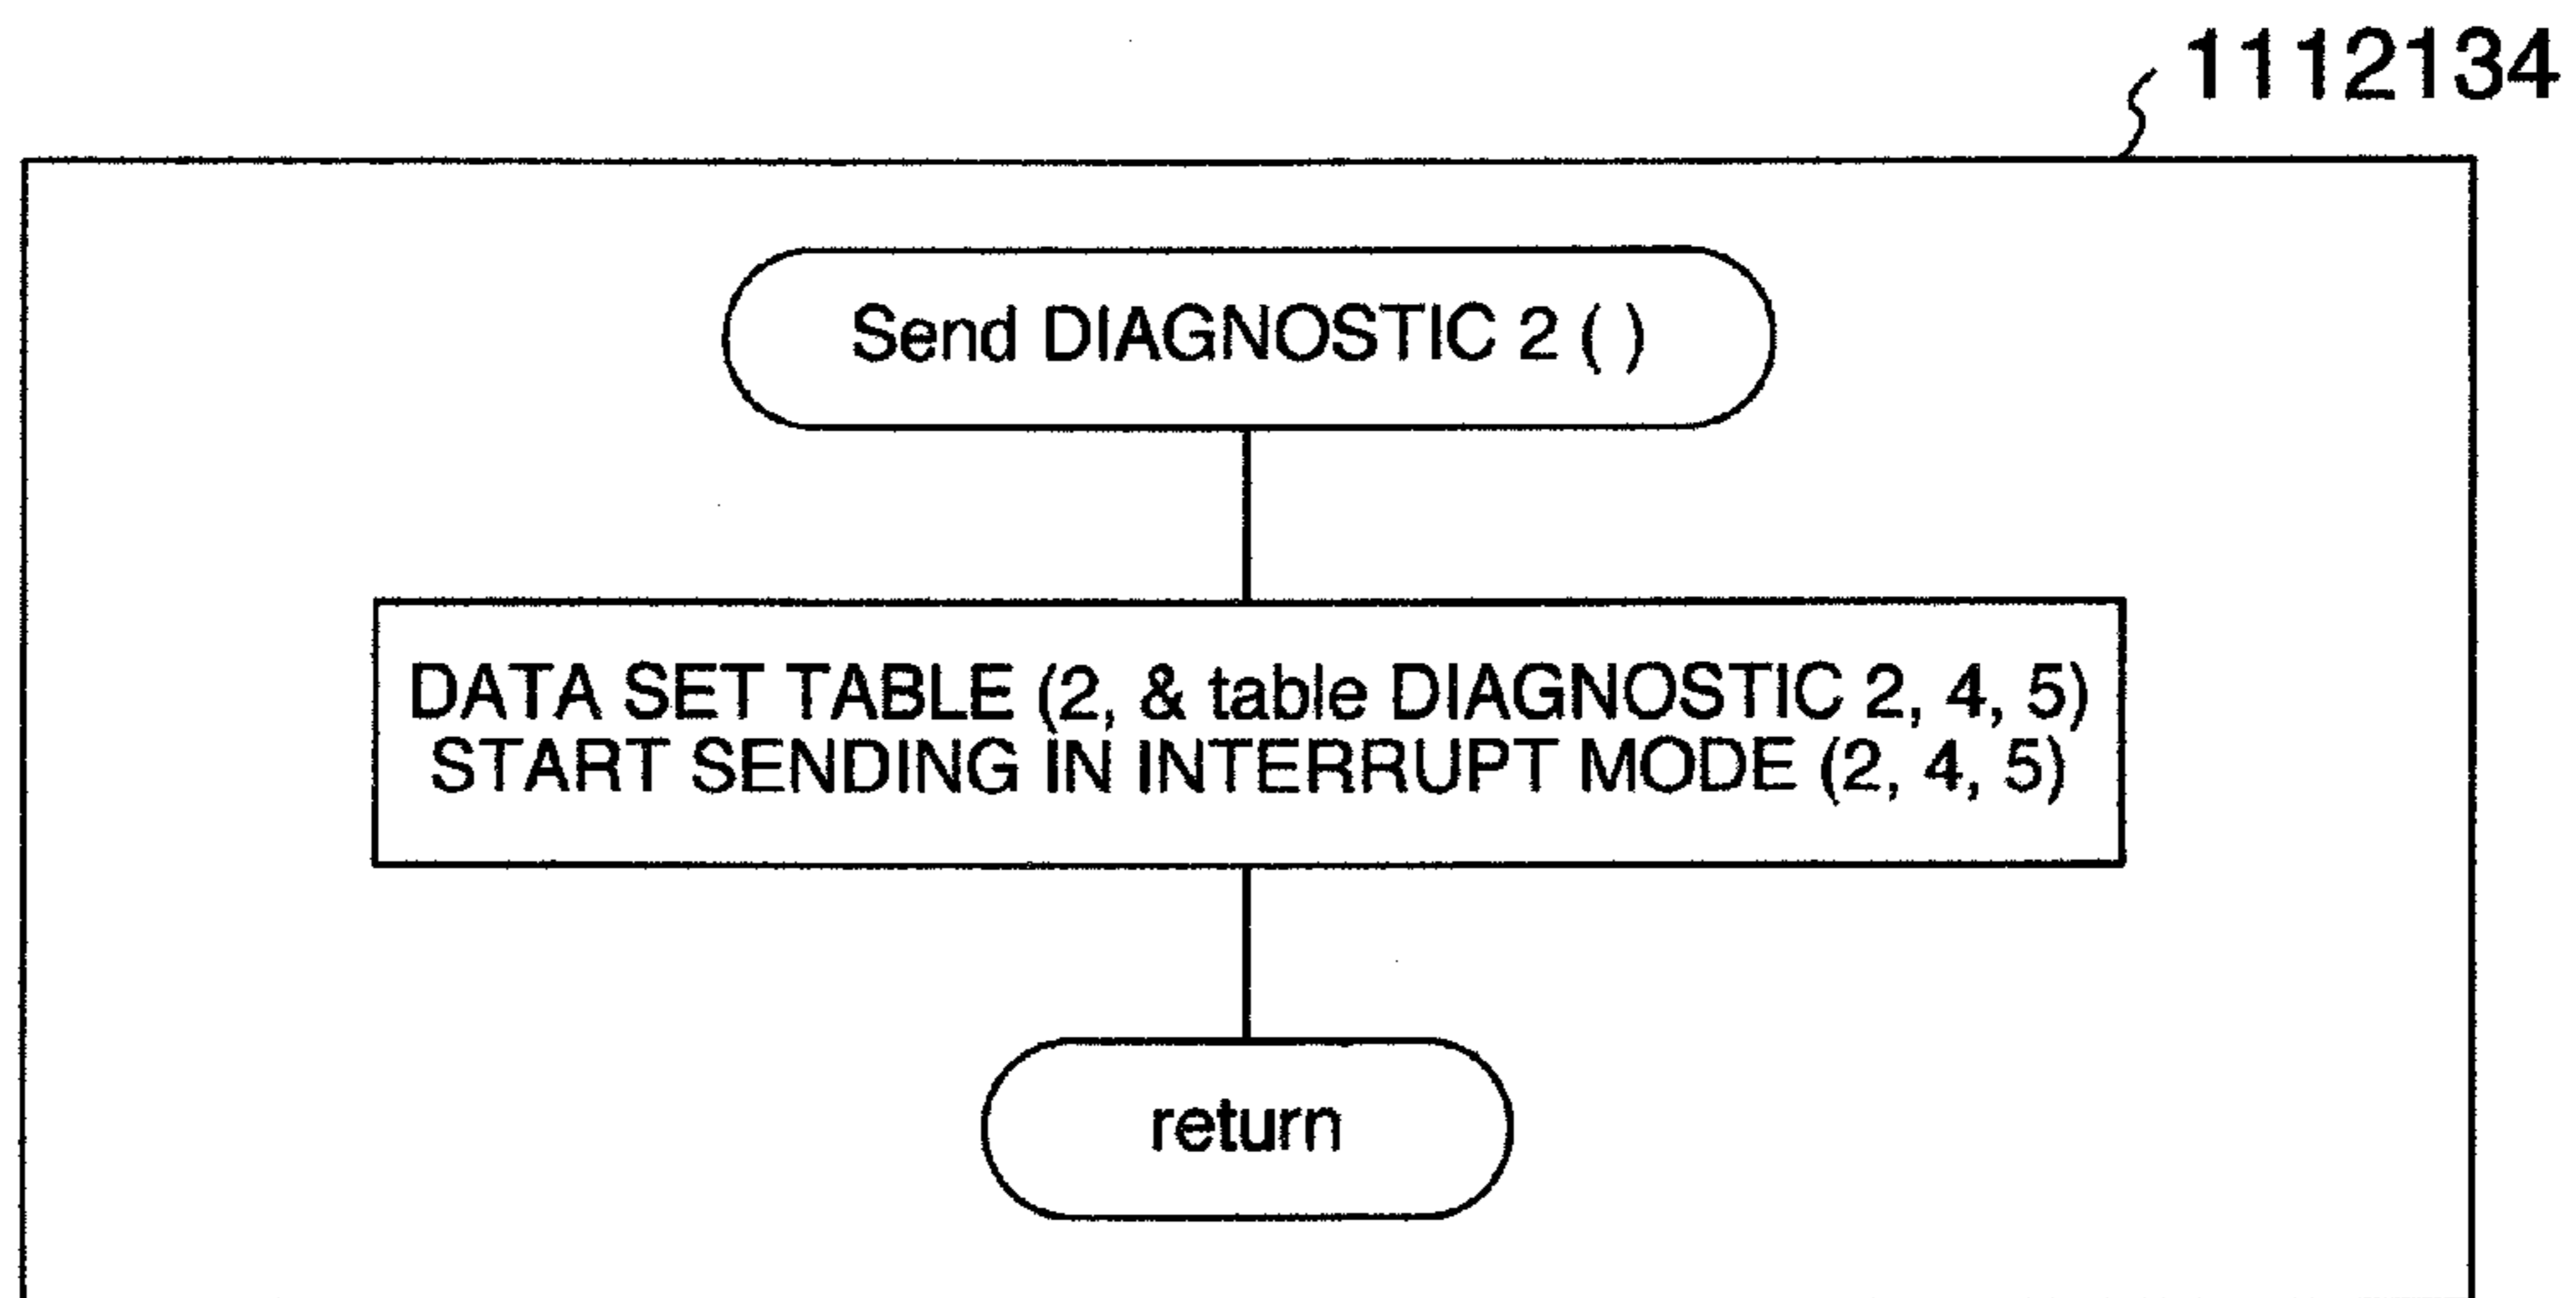 1112134
Send DIAGNOSTIC 2 ( )
DATA SET TABLE (2, & table DIAGNOSTIC 2, 4, 5)
START SENDING IN INTERRUPT MODE (2, 4, 5)
return